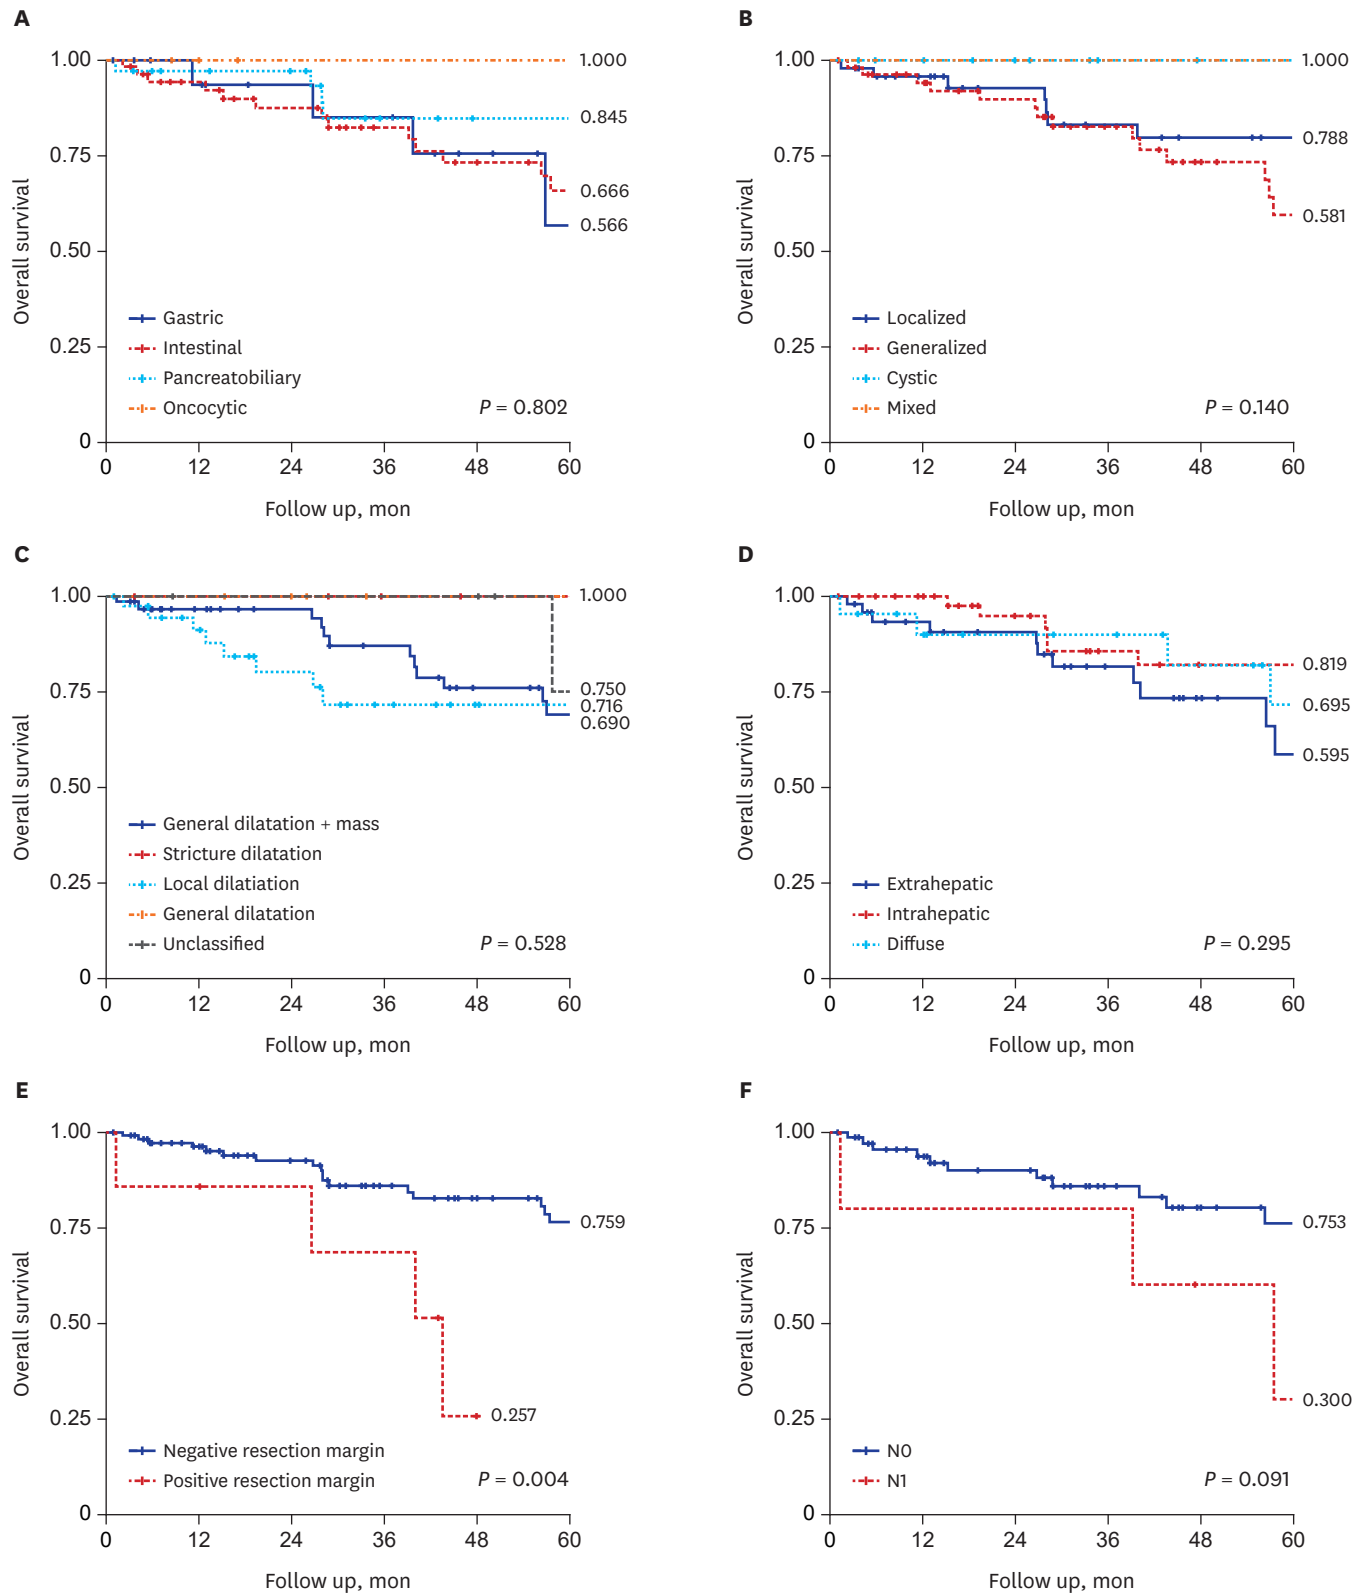 A
1.00
0.75
0.50
0.25
0
Overall survival
1.000
0.845
0.666
0.566
Gastric
Intestinal
Pancreatobiliary
Oncocytic
P = 0.802
0 12 24 36 48 60
Follow up, mon
B
1.00
0.75
0.50
0.25
0
Overall survival
1.000
0.788
0.581
Localized
Generalized
Cystic
Mixed
P = 0.140
0 12 24 36 48 60
Follow up, mon
C
1.00
0.75
0.50
0.25
0
Overall survival
1.000
0.750
0.716
0.690
General dilatation + mass
Stricture dilatation
Local dilatiation
General dilatation
Unclassified
P = 0.528
0 12 24 36 48 60
Follow up, mon
D
1.00
0.75
0.50
0.25
0
Overall survival
0.819
0.695
0.595
Extrahepatic
Intrahepatic
Diffuse
P = 0.295
0 12 24 36 48 60
Follow up, mon
E
1.00
0.75
0.50
0.25
0
Overall survival
0.759
0.257
Negative resection margin
Positive resection margin
P = 0.004
0 12 24 36 48 60
Follow up, mon
F
1.00
0.75
0.50
0.25
0
Overall survival
0.753
0.300
N0
N1
P = 0.091
0 12 24 36 48 60
Follow up, mon